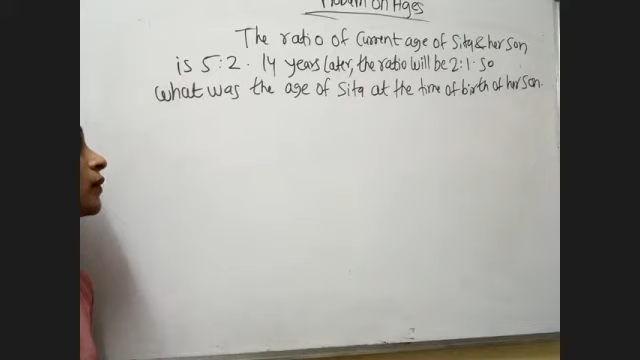 Problem on Ages
The ratio of Current age of Sita & her Son
is 5:2. 14 years Later, the ratio will be 2:1. So
what was the age of Sita at the time of birth of her son.